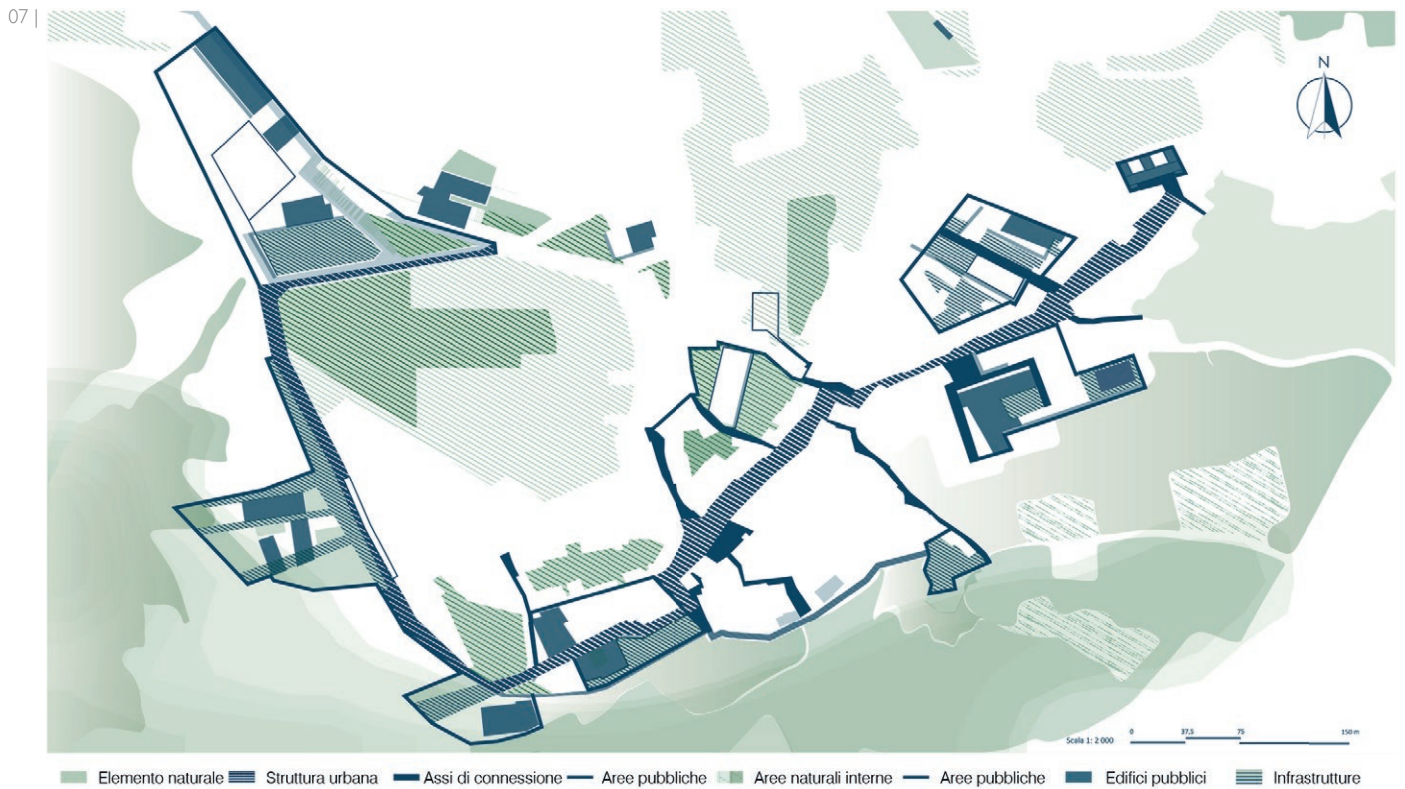 07 |
N
Scala 1: 2 000
0 37,5 75 150 m
Elemento naturale Struttura urbana Assi di connessione Aree pubbliche Aree naturali interne Aree pubbliche Edifici pubblici Infrastrutture